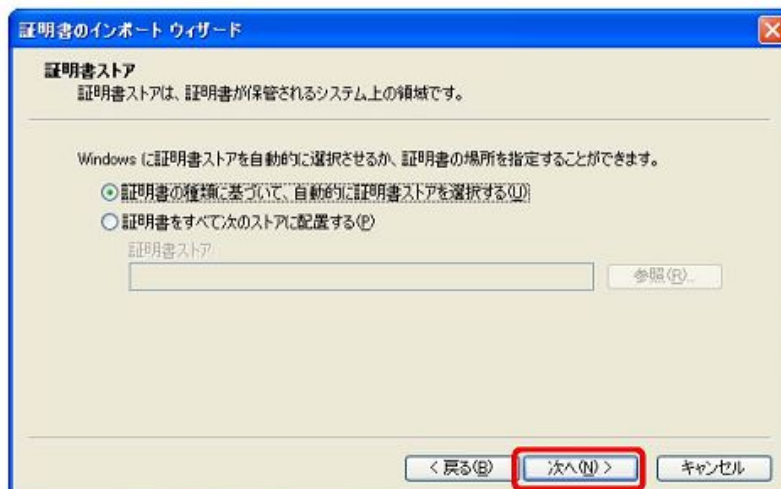 証明書のインポート ウィザード
証明書ストア
証明書ストアは、証明書が保管されるシステム上の領域です。
Windows に証明書ストアを自動的に選択させるか、証明書の場所を指定することができます。
証明書の種類に基づいて、自動的に証明書ストアを選択する(U)
証明書をすべて次のストアに配置する(P)
証明書ストア:
参照(R)...
< 戻る(B) 次へ(N) > キャンセル